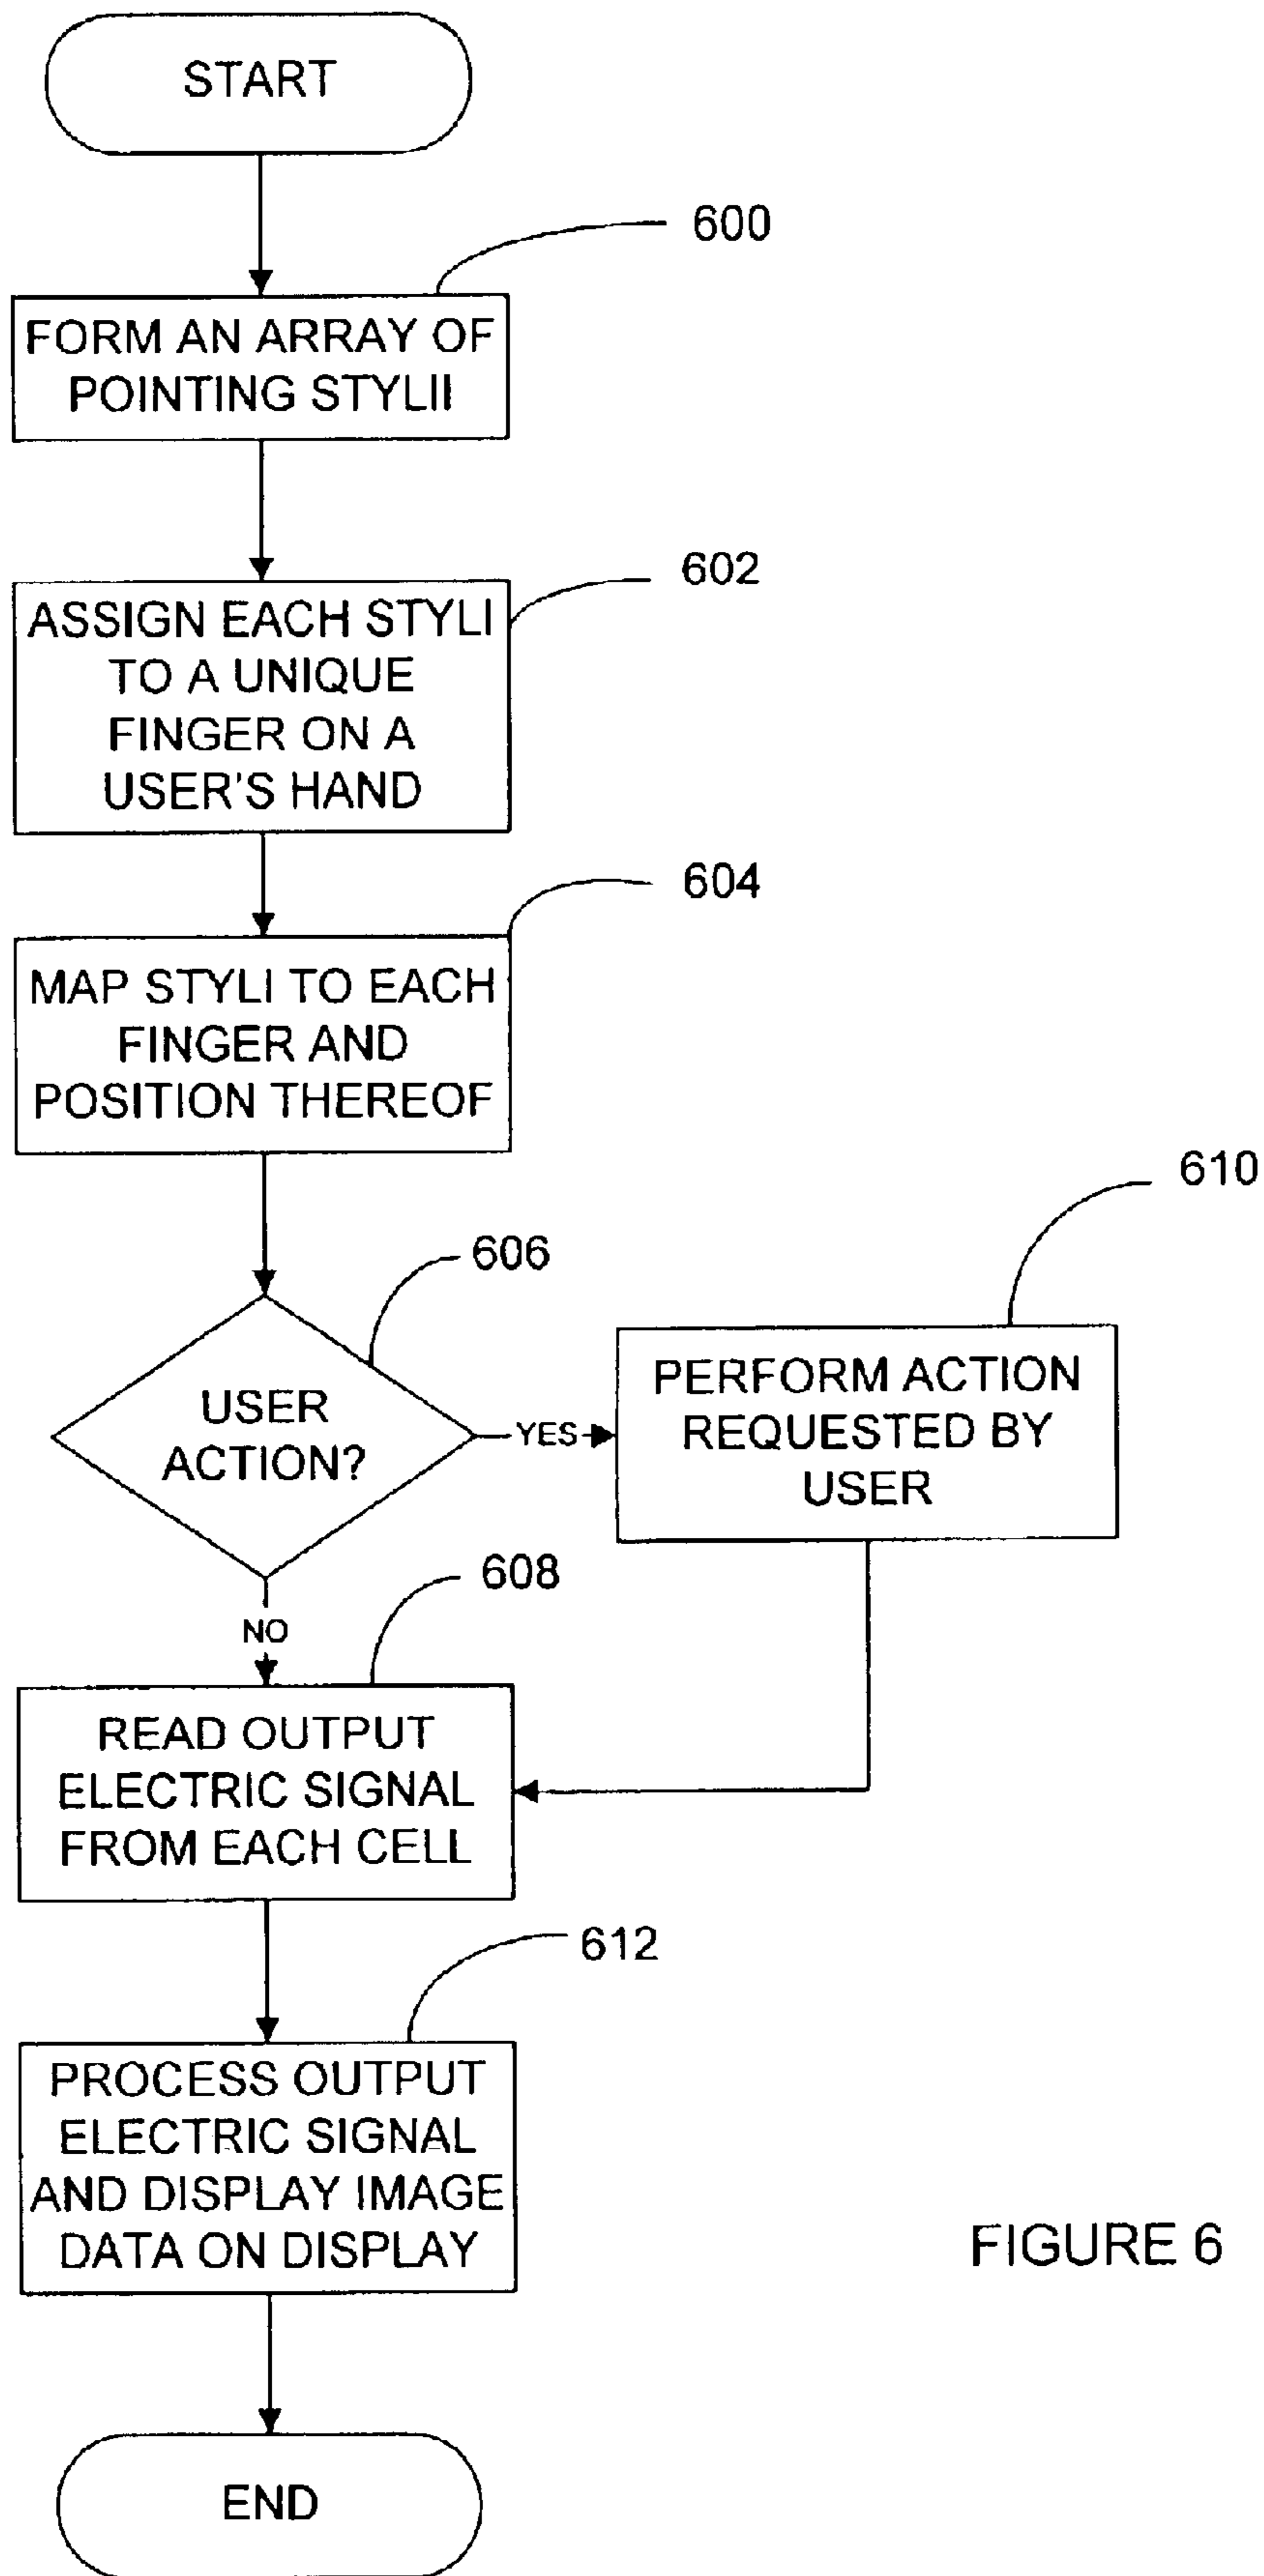 START
600
FORM AN ARRAY OF
POINTING STYLII
602
ASSIGN EACH STYLI
TO A UNIQUE
FINGER ON A
USER'S HAND
604
MAP STYLI TO EACH
FINGER AND
POSITION THEREOF
606
USER
ACTION?
YES
610
PERFORM ACTION
REQUESTED BY
USER
NO
608
READ OUTPUT
ELECTRIC SIGNAL
FROM EACH CELL
612
PROCESS OUTPUT
ELECTRIC SIGNAL
AND DISPLAY IMAGE
DATA ON DISPLAY
END
FIGURE 6